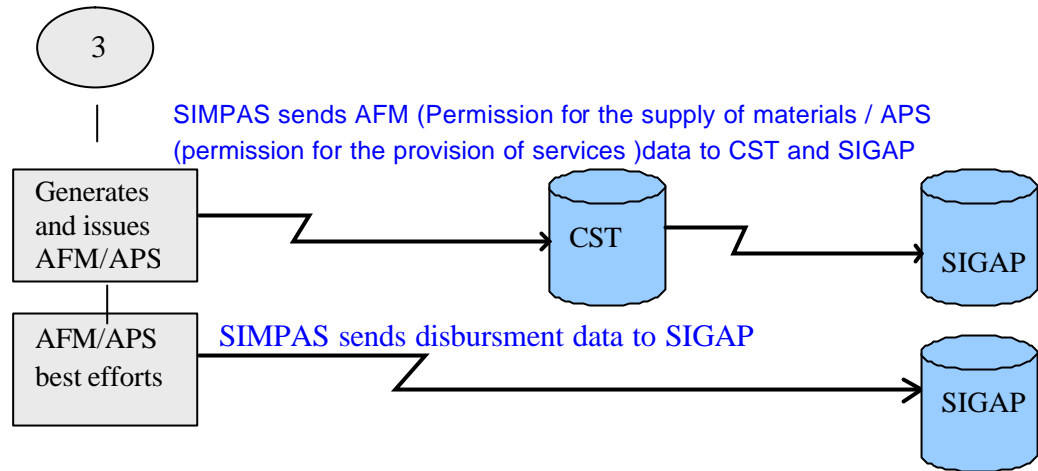 3
SIMPAS sends AFM (Permission for the supply of materials / APS
(permission for the provision of services )data to CST and SIGAP
Generates
and issues
AFM/APS
CST
SIGAP
AFM/APS
best efforts
SIMPAS sends disbursment data to SIGAP
SIGAP